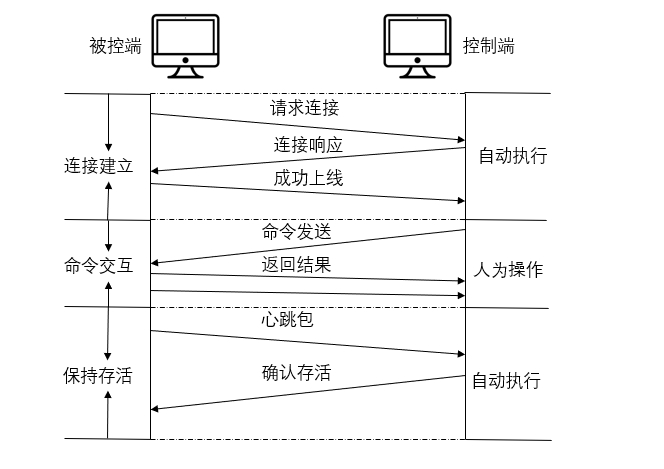 被控端
控制端
请求连接
连接响应
自动执行
连接建立
成功上线
命令发送
命令交互
返回结果
人为操作
心跳包
保持存活
确认存活
自动执行